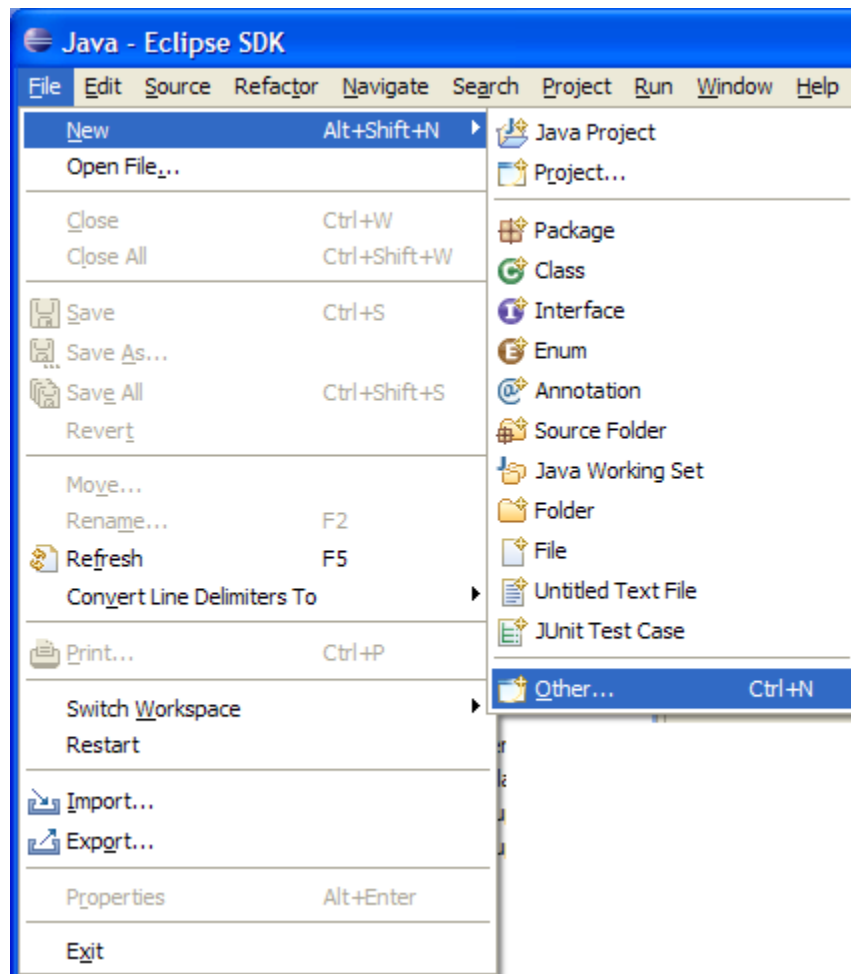 Java - Eclipse SDK
File Edit Source Refactor Navigate Search Project Run Window Help
New Alt+Shift+N
Open File...
Close Ctrl+W
Close All Ctrl+Shift+W
Save Ctrl+S
Save As...
Save All Ctrl+Shift+S
Revert
Move...
Rename... F2
Refresh F5
Convert Line Delimiters To
Print... Ctrl+P
Switch Workspace
Restart
Import...
Export...
Properties Alt+Enter
Exit
Java Project
Project...
Package
Class
Interface
Enum
Annotation
Source Folder
Java Working Set
Folder
File
Untitled Text File
JUnit Test Case
Other... Ctrl+N